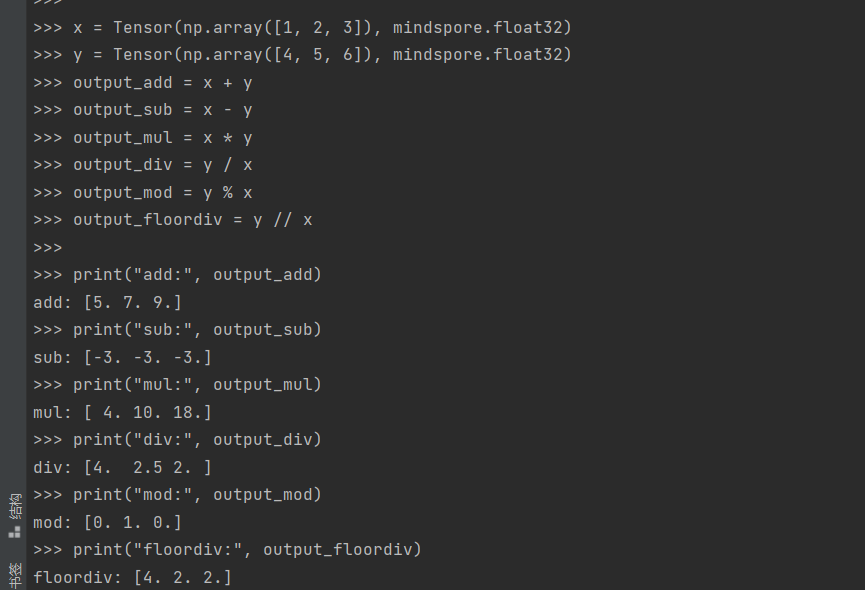 >>>
>>> x = Tensor(np.array([1, 2, 3]), mindspore.float32)
>>> y = Tensor(np.array([4, 5, 6]), mindspore.float32)
>>> output_add = x + y
>>> output_sub = x - y
>>> output_mul = x * y
>>> output_div = y / x
>>> output_mod = y % x
>>> output_floordiv = y // x
>>>
>>> print("add:", output_add)
add: [5. 7. 9.]
>>> print("sub:", output_sub)
sub: [-3. -3. -3.]
>>> print("mul:", output_mul)
mul: [ 4. 10. 18.]
>>> print("div:", output_div)
div: [4.  2.5 2. ]
>>> print("mod:", output_mod)
mod: [0. 1. 0.]
>>> print("floordiv:", output_floordiv)
floordiv: [4. 2. 2.]
结构
书签